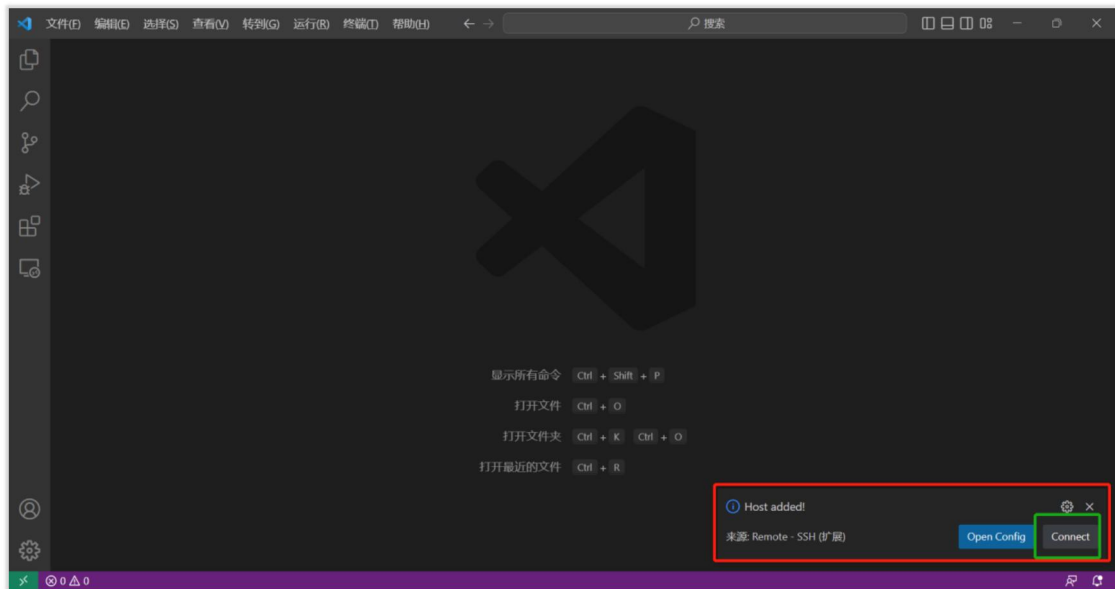 文件(F) 编辑(E) 选择(S) 查看(V) 转到(G) 运行(R) 终端(T) 帮助(H) 搜索
显示所有命令 Ctrl + Shift + P
打开文件 Ctrl + O
打开文件夹 Ctrl + K Ctrl + O
打开最近的文件 Ctrl + R
Host added!
来源: Remote - SSH (扩展) Open Config Connect
0 0